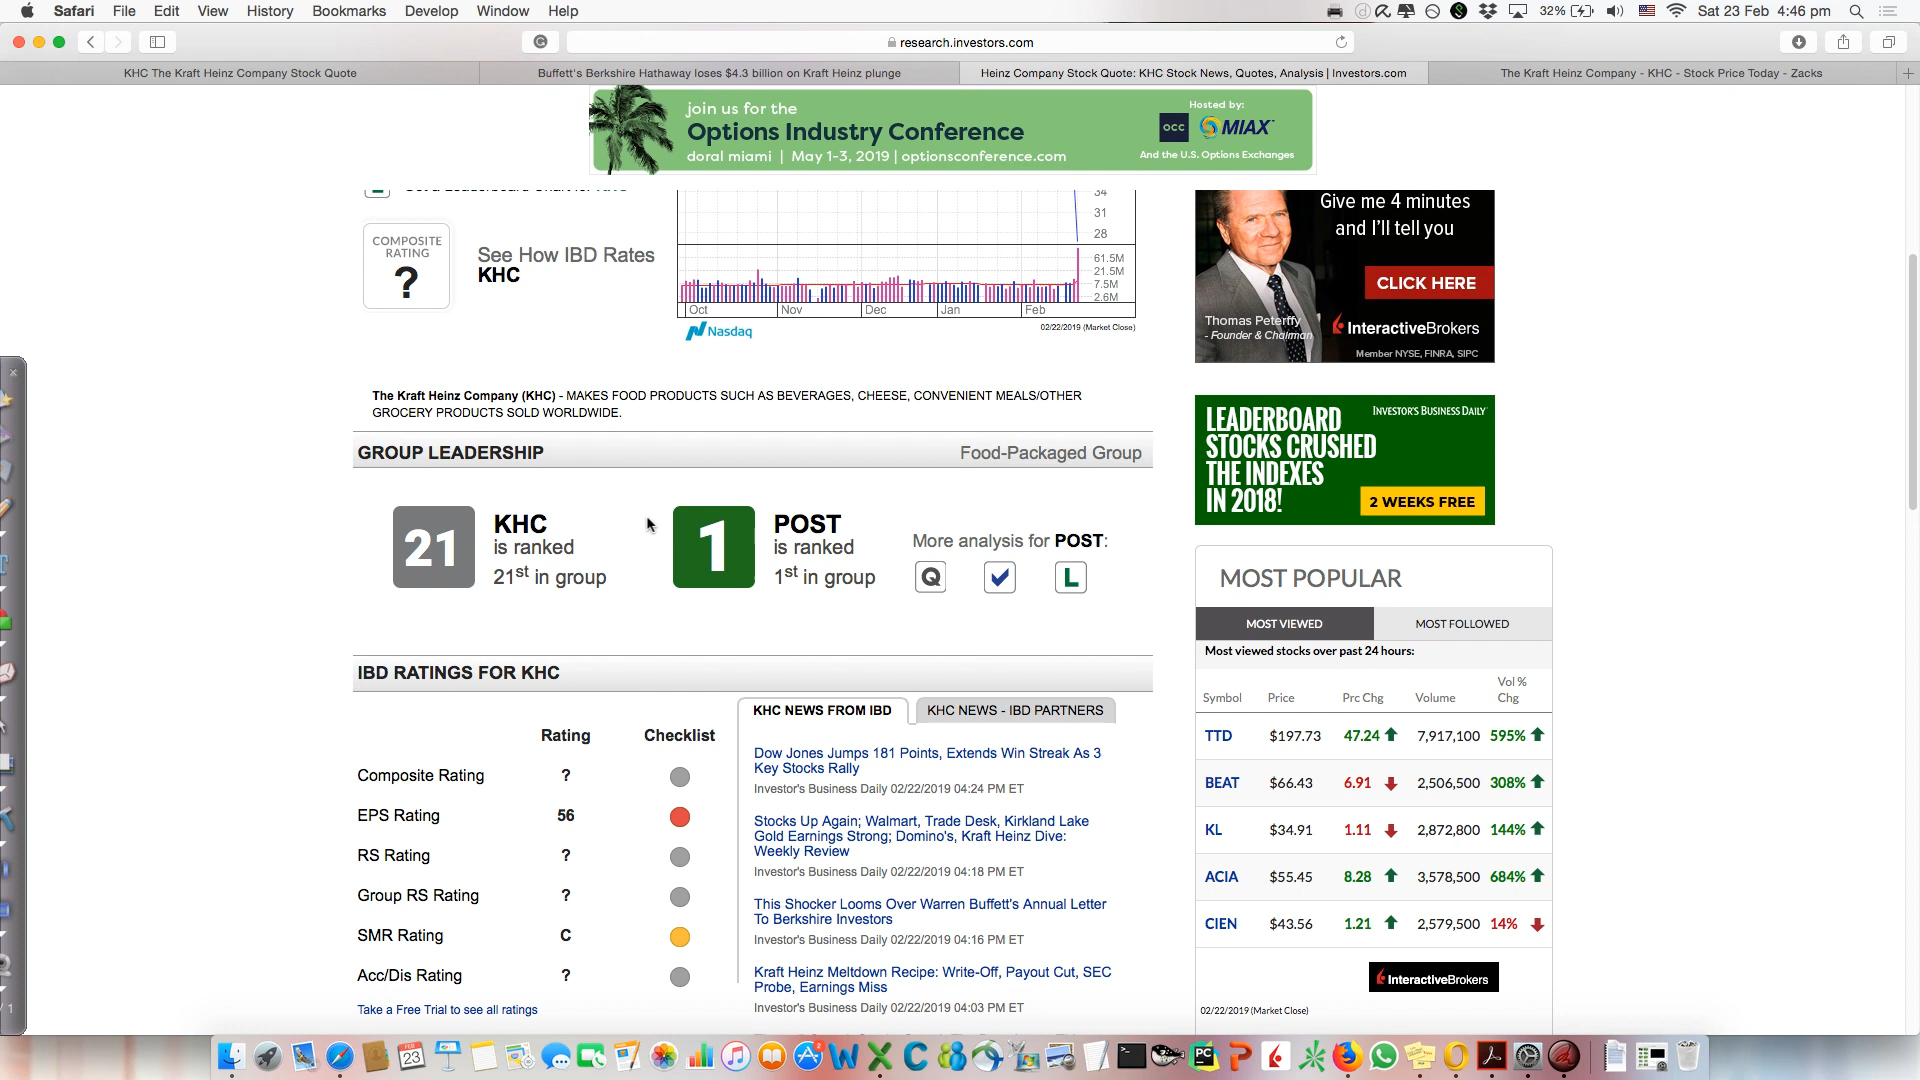 Safari File Edit View History Bookmarks Develop Window Help
32% Sat 23 Feb 4:46 pm
research.investors.com
KHC The Kraft Heinz Company Stock Quote
Buffett's Berkshire Hathaway loses $4.3 billion on Kraft Heinz plunge
Heinz Company Stock Quote: KHC Stock News, Quotes, Analysis | Investors.com
The Kraft Heinz Company - KHC - Stock Price Today - Zacks
join us for the
Options Industry Conference
doral miami | May 1-3, 2019 | optionsconference.com
Hosted by:
occ MIAX
And the U.S. Options Exchanges
COMPOSITE
RATING
?
See How IBD Rates
KHC
34
31
28
61.5M
21.5M
7.5M
2.6M
Oct Nov Dec Jan Feb
Nasdaq
02/22/2019 (Market Close)
Give me 4 minutes
and I'll tell you
CLICK HERE
Thomas Peterffy
- Founder & Chairman
InteractiveBrokers
Member NYSE, FINRA, SIPC
The Kraft Heinz Company (KHC) - MAKES FOOD PRODUCTS SUCH AS BEVERAGES, CHEESE, CONVENIENT MEALS/OTHER
GROCERY PRODUCTS SOLD WORLDWIDE.
GROUP LEADERSHIP
Food-Packaged Group
21
KHC
is ranked
21st in group
1
POST
is ranked
1st in group
More analysis for POST:
Q
L
LEADERBOARD
STOCKS CRUSHED
THE INDEXES
IN 2018!
INVESTOR'S BUSINESS DAILY
2 WEEKS FREE
IBD RATINGS FOR KHC
Rating Checklist
Composite Rating ?
EPS Rating 56
RS Rating ?
Group RS Rating ?
SMR Rating C
Acc/Dis Rating ?
Take a Free Trial to see all ratings
KHC NEWS FROM IBD
KHC NEWS - IBD PARTNERS
Dow Jones Jumps 181 Points, Extends Win Streak As 3
Key Stocks Rally
Investor's Business Daily 02/22/2019 04:24 PM ET
Stocks Up Again; Walmart, Trade Desk, Kirkland Lake
Gold Earnings Strong; Domino's, Kraft Heinz Dive:
Weekly Review
Investor's Business Daily 02/22/2019 04:18 PM ET
This Shocker Looms Over Warren Buffett's Annual Letter
To Berkshire Investors
Investor's Business Daily 02/22/2019 04:16 PM ET
Kraft Heinz Meltdown Recipe: Write-Off, Payout Cut, SEC
Probe, Earnings Miss
Investor's Business Daily 02/22/2019 04:03 PM ET
MOST POPULAR
MOST VIEWED
MOST FOLLOWED
Most viewed stocks over past 24 hours:
Symbol Price Prc Chg Volume Vol % Chg
TTD $197.73 47.24 7,917,100 595%
BEAT $66.43 6.91 2,506,500 308%
KL $34.91 1.11 2,872,800 144%
ACIA $55.45 8.28 3,578,500 684%
CIEN $43.56 1.21 2,579,500 14%
InteractiveBrokers
02/22/2019 (Market Close)
/ 1
FEB
23
2
PC